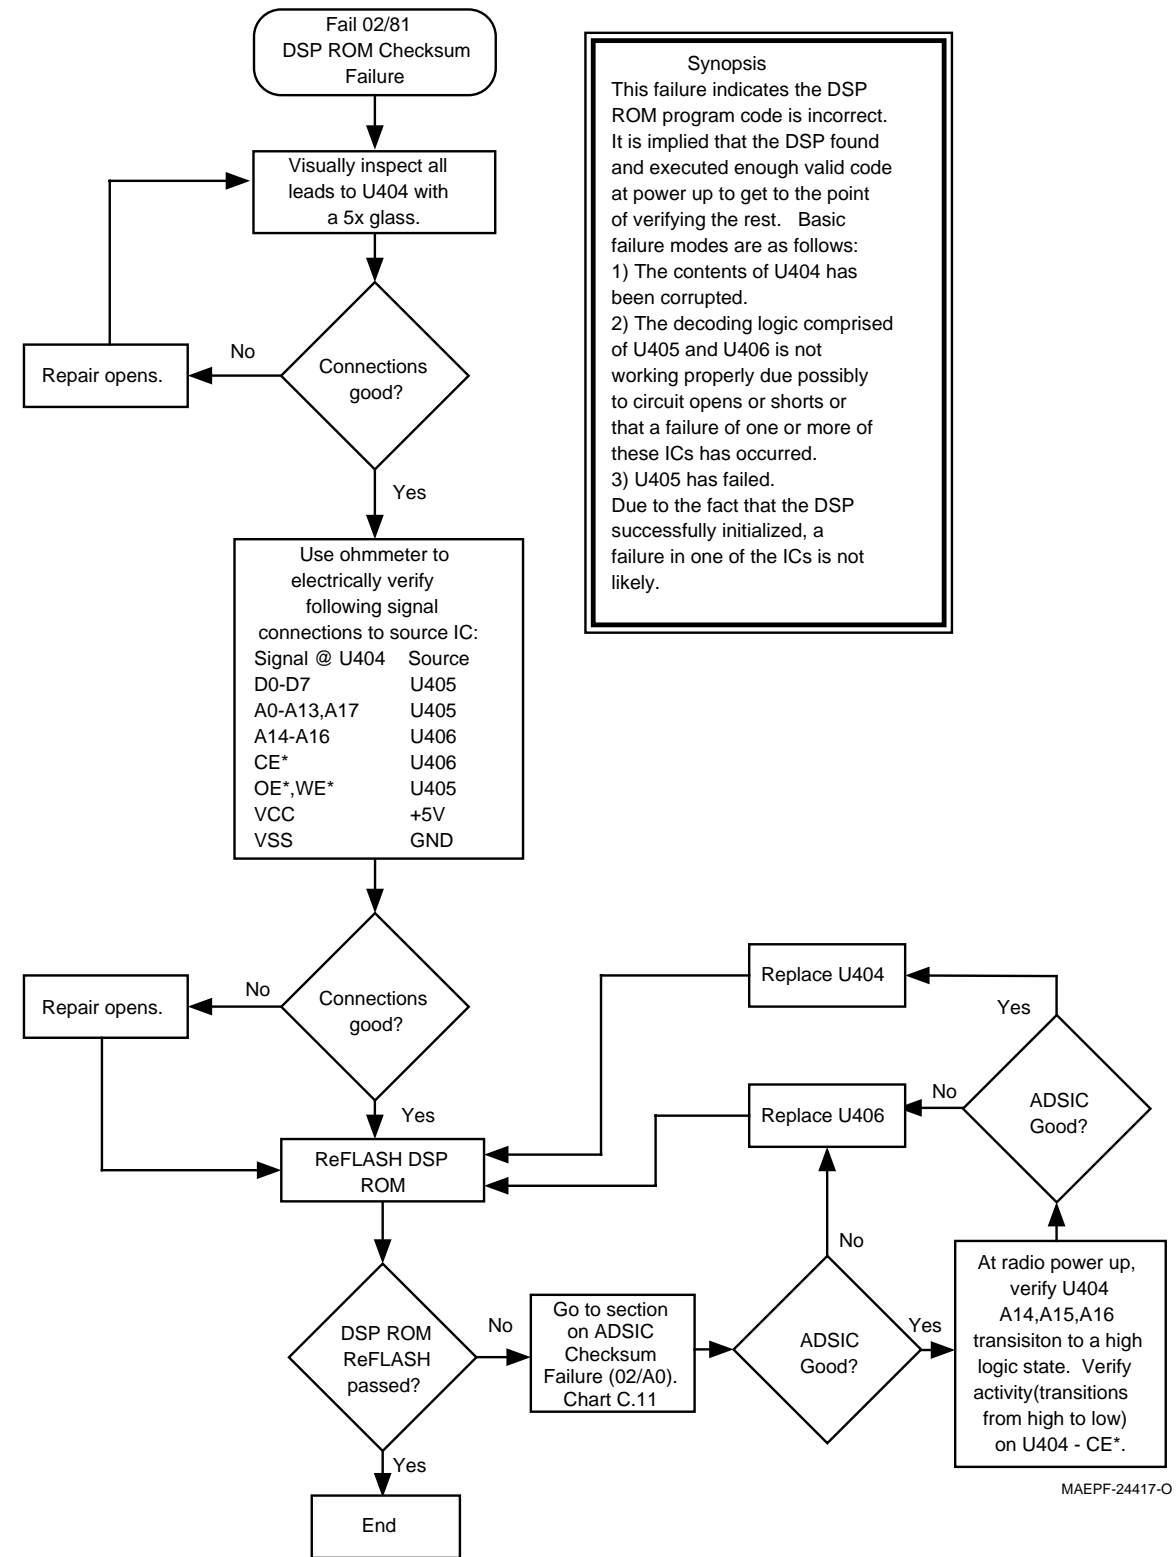 Fail 02/81
DSP ROM Checksum
Failure
Visually inspect all
leads to U404 with
a 5x glass.
Connections
good?
No
Repair opens.
Yes
Use ohmmeter to
electrically verify
following signal
connections to source IC:
Signal @ U404 Source
D0-D7 U405
A0-A13,A17 U405
A14-A16 U406
CE* U406
OE*,WE* U405
VCC +5V
VSS GND
Connections
good?
No
Repair opens.
Yes
ReFLASH DSP
ROM
DSP ROM
ReFLASH
passed?
Yes
End
No
Go to section
on ADSIC
Checksum
Failure (02/A0).
Chart C.11
ADSIC
Good?
No
Replace U406
Yes
At radio power up,
verify U404
A14,A15,A16
transisiton to a high
logic state. Verify
activity(transitions
from high to low)
on U404 - CE*.
ADSIC
Good?
No
Yes
Replace U404
Synopsis
This failure indicates the DSP
ROM program code is incorrect.
It is implied that the DSP found
and executed enough valid code
at power up to get to the point
of verifying the rest. Basic
failure modes are as follows:
1) The contents of U404 has
been corrupted.
2) The decoding logic comprised
of U405 and U406 is not
working properly due possibly
to circuit opens or shorts or
that a failure of one or more of
these ICs has occurred.
3) U405 has failed.
Due to the fact that the DSP
successfully initialized, a
failure in one of the ICs is not
likely.
MAEPF-24417-O